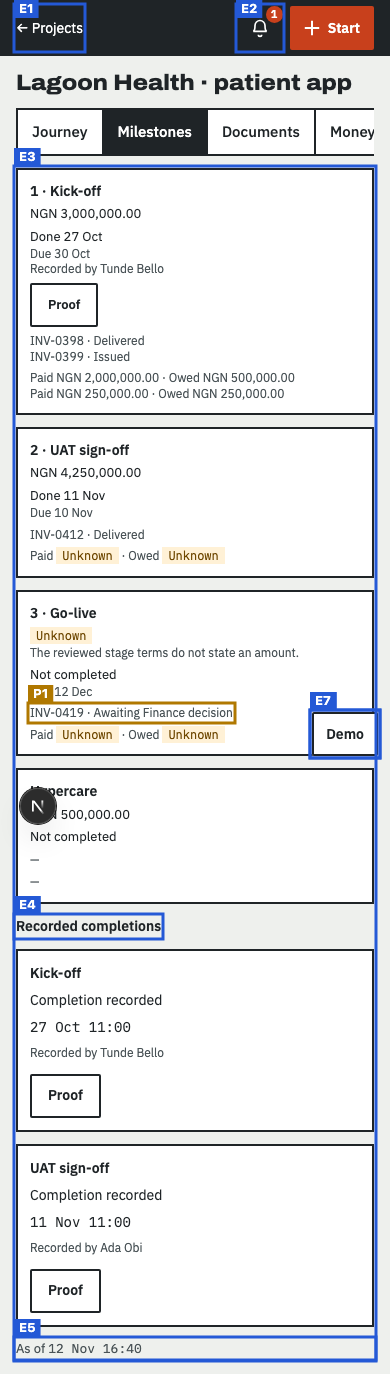 E1
E2
← Projects
1
+ Start
Lagoon Health · patient app
Journey
Milestones
Documents
Money
E3
1 · Kick-off
NGN 3,000,000.00
Done 27 Oct
Due 30 Oct
Recorded by Tunde Bello
Proof
INV-0398 · Delivered
INV-0399 · Issued
Paid NGN 2,000,000.00 · Owed NGN 500,000.00
Paid NGN 250,000.00 · Owed NGN 250,000.00
2 · UAT sign-off
NGN 4,250,000.00
Done 11 Nov
Due 10 Nov
INV-0412 · Delivered
Paid Unknown · Owed Unknown
3 · Go-live
Unknown
The reviewed stage terms do not state an amount.
Not completed
P1
12 Dec
E7
INV-0419 · Awaiting Finance decision
Paid Unknown · Owed Unknown
Demo
percare
N
500,000.00
Not completed
—
—
E4
Recorded completions
Kick-off
Completion recorded
27 Oct 11:00
Recorded by Tunde Bello
Proof
UAT sign-off
Completion recorded
11 Nov 11:00
Recorded by Ada Obi
Proof
E5
As of 12 Nov 16:40